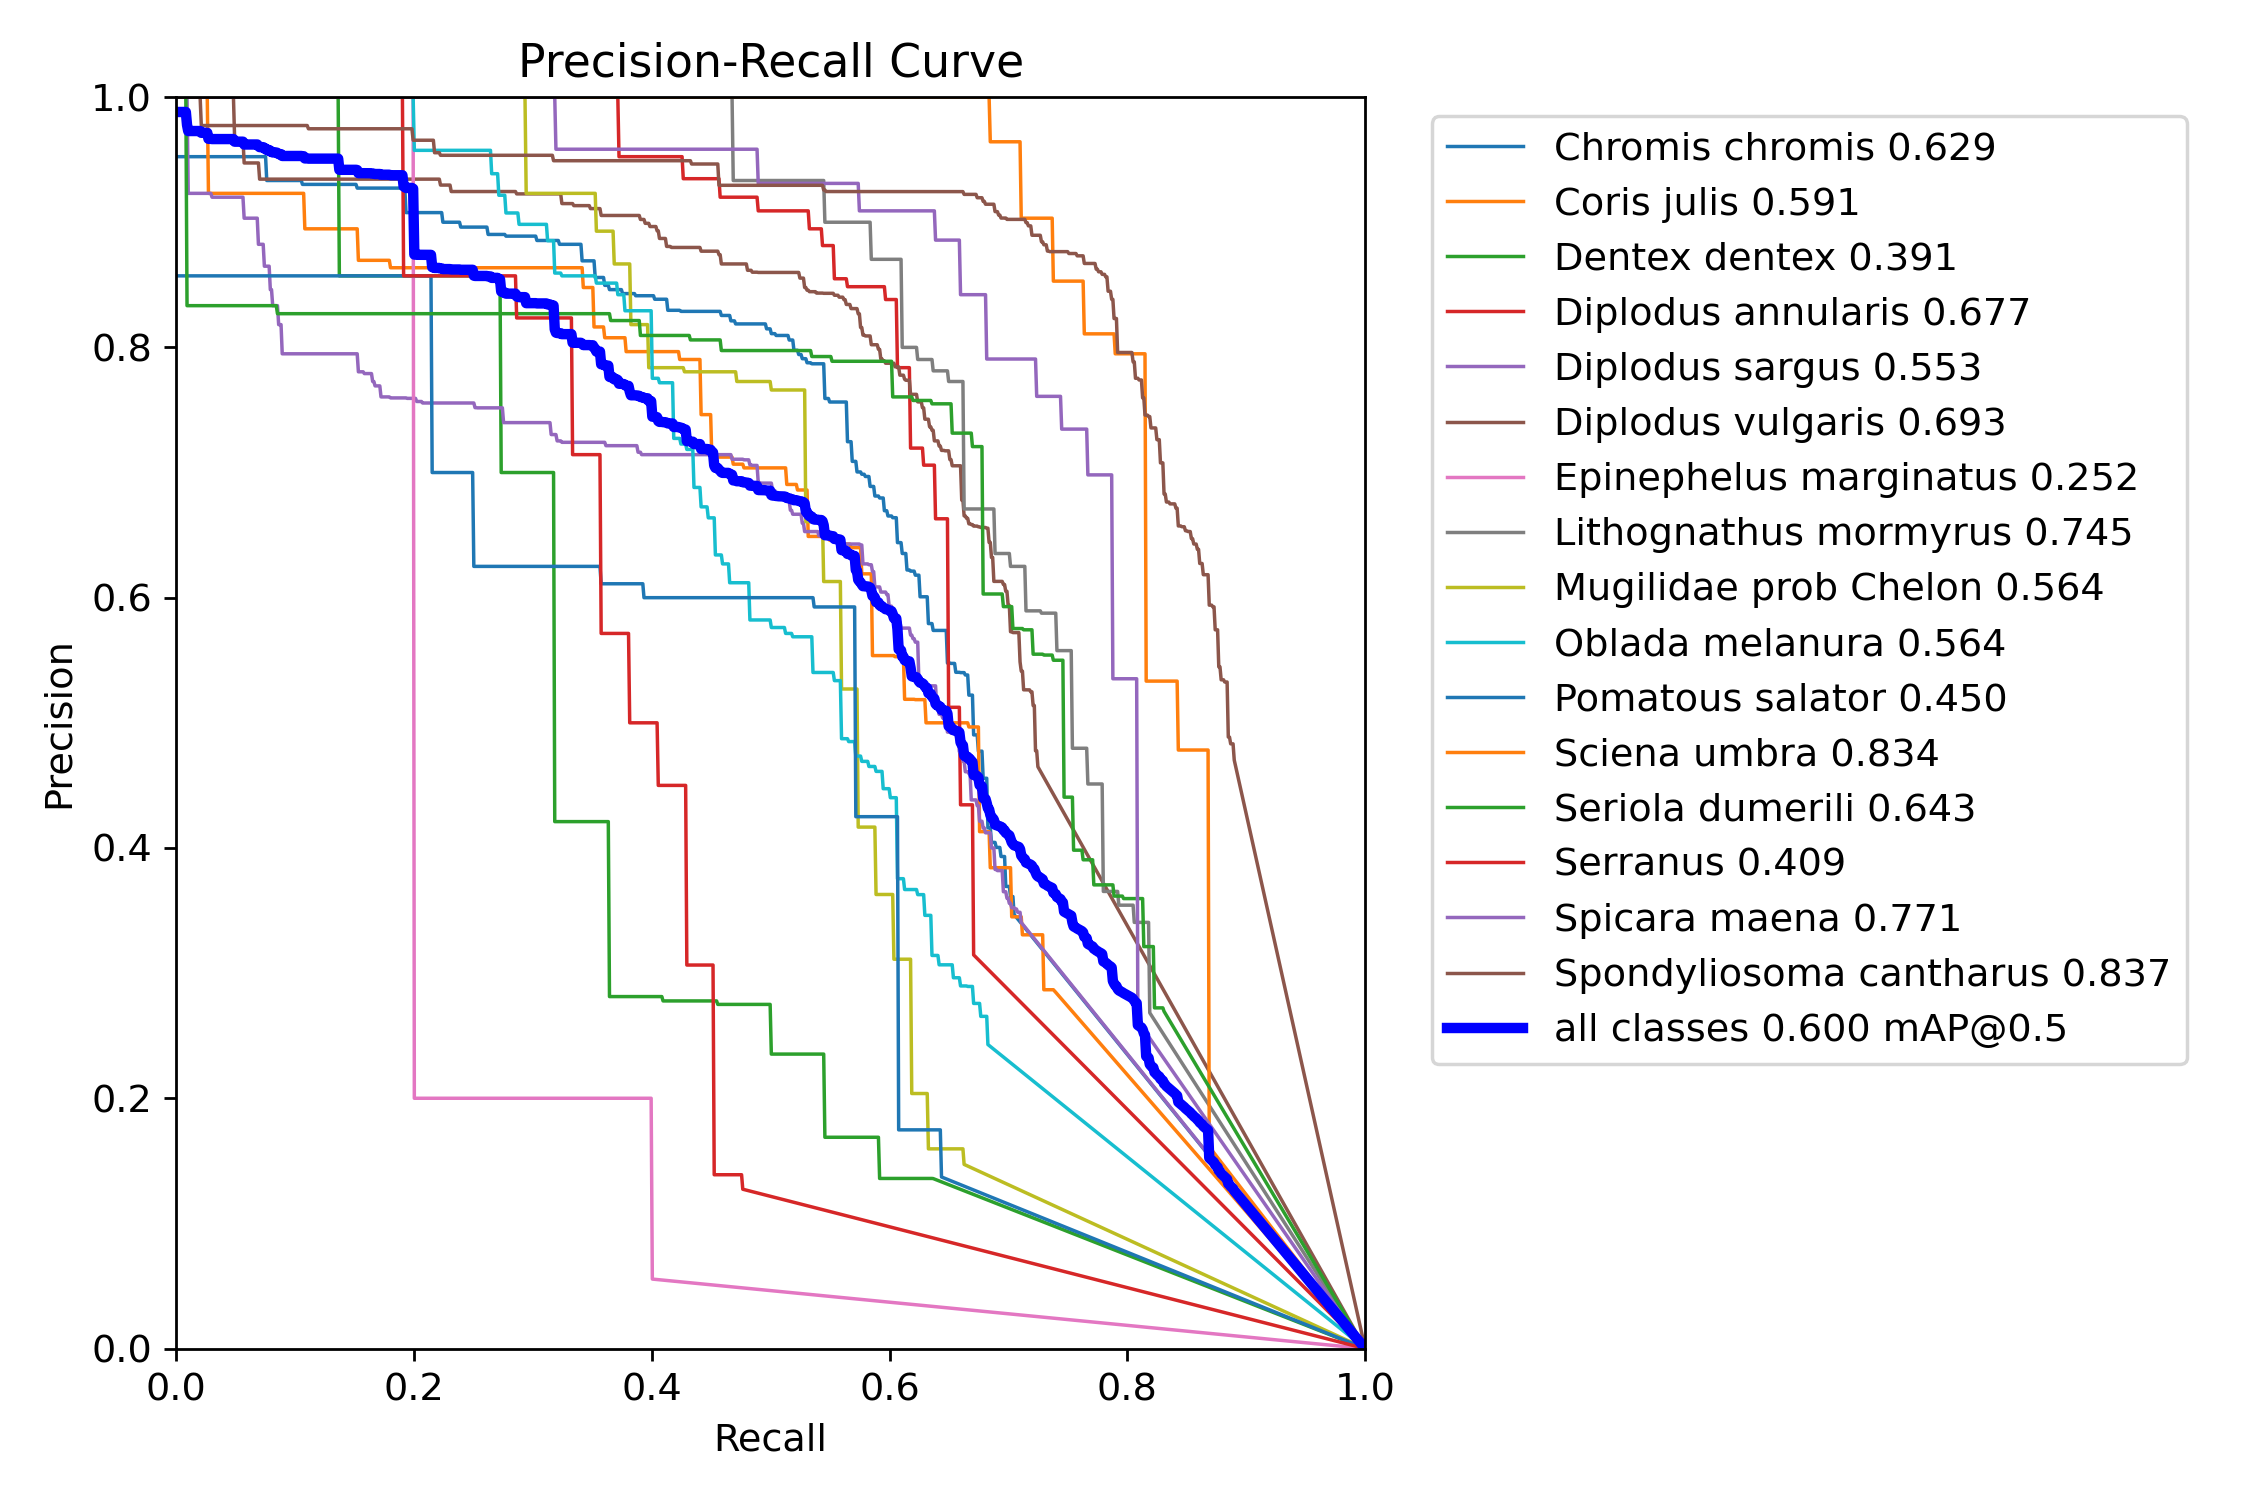 Precision-Recall Curve
1.0
0.8
0.6
0.4
0.2
0.0
Precision
0.0 0.2 0.4 0.6 0.8 1.0
Recall
Chromis chromis 0.629
Coris julis 0.591
Dentex dentex 0.391
Diplodus annularis 0.677
Diplodus sargus 0.553
Diplodus vulgaris 0.693
Epinephelus marginatus 0.252
Lithognathus mormyrus 0.745
Mugilidae prob Chelon 0.564
Oblada melanura 0.564
Pomatous salator 0.450
Sciena umbra 0.834
Seriola dumerili 0.643
Serranus 0.409
Spicara maena 0.771
Spondyliosoma cantharus 0.837
all classes 0.600 mAP@0.5